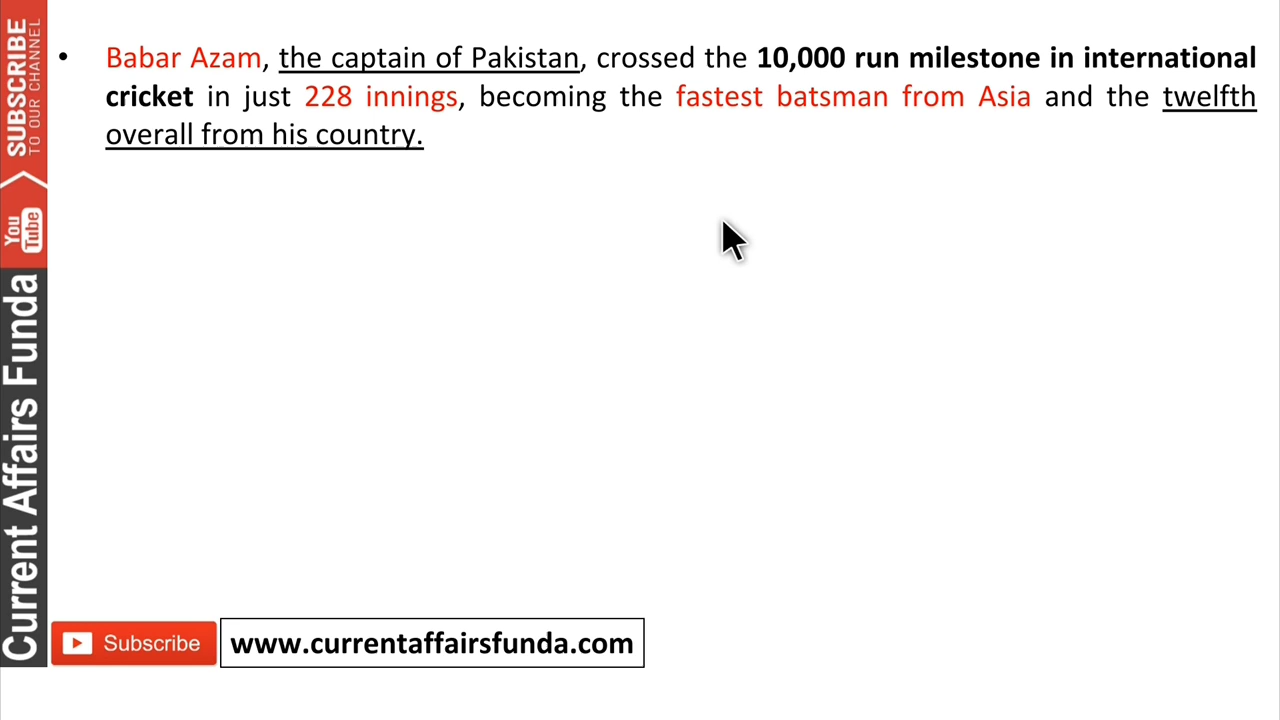 • Babar Azam, the captain of Pakistan, crossed the 10,000 run milestone in international
cricket in just 228 innings, becoming the fastest batsman from Asia and the twelfth
overall from his country.
SUBSCRIBE
TO OUR CHANNEL
You
Tube
Current Affairs Funda
Subscribe
www.currentaffairsfunda.com